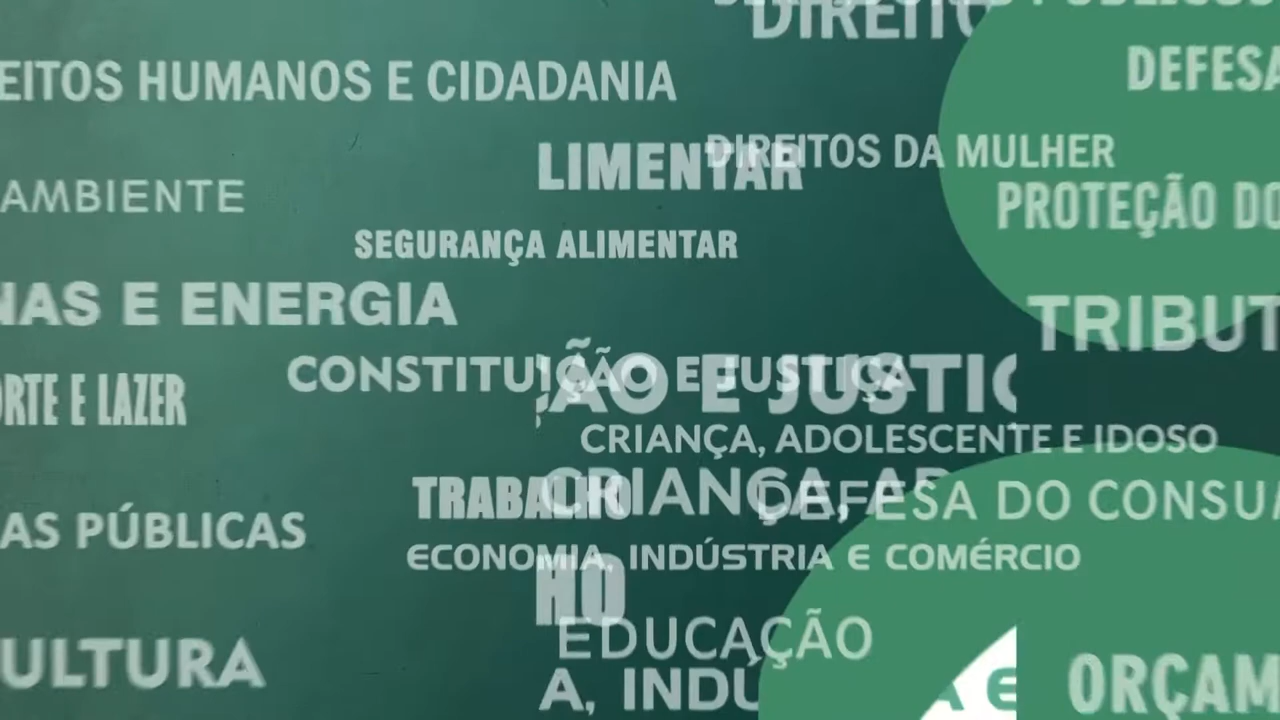 DIREITO
EITOS HUMANOS E CIDADANIA
DEFESA
DIREITOS DA MULHER
LIMENTAR
AMBIENTE
PROTEÇÃO DO
SEGURANÇA ALIMENTAR
NAS E ENERGIA
TRIBUT
CONSTITUIÇÃO E JUSTIÇA
ÃO E JUSTIÇ
ORTE E LAZER
CRIANÇA, ADOLESCENTE E IDOSO
TRABALHO
CRIANÇA, AD
DEFESA DO CONSU
AS PÚBLICAS
ECONOMIA, INDÚSTRIA E COMÉRCIO
HO
EDUCAÇÃO
ULTURA
A, INDÚ
A E
ORÇAM